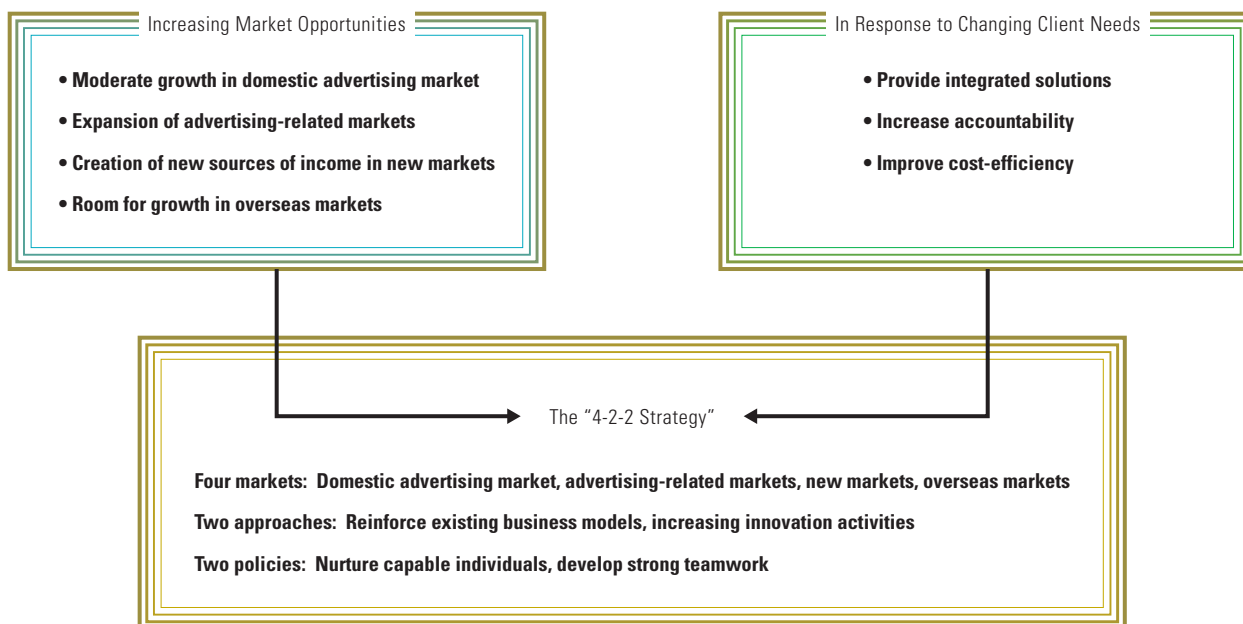 Increasing Market Opportunities
• Moderate growth in domestic advertising market
• Expansion of advertising-related markets
• Creation of new sources of income in new markets
• Room for growth in overseas markets
In Response to Changing Client Needs
• Provide integrated solutions
• Increase accountability
• Improve cost-efficiency
The “4-2-2 Strategy”
Four markets: Domestic advertising market, advertising-related markets, new markets, overseas markets
Two approaches: Reinforce existing business models, increasing innovation activities
Two policies: Nurture capable individuals, develop strong teamwork